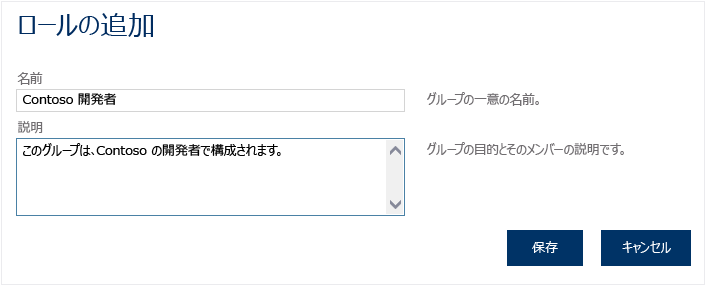 ロールの追加
名前
Contoso 開発者
グループの一意の名前。
説明
このグループは、Contoso の開発者で構成されます。
グループの目的とそのメンバーの説明です。
保存
キャンセル